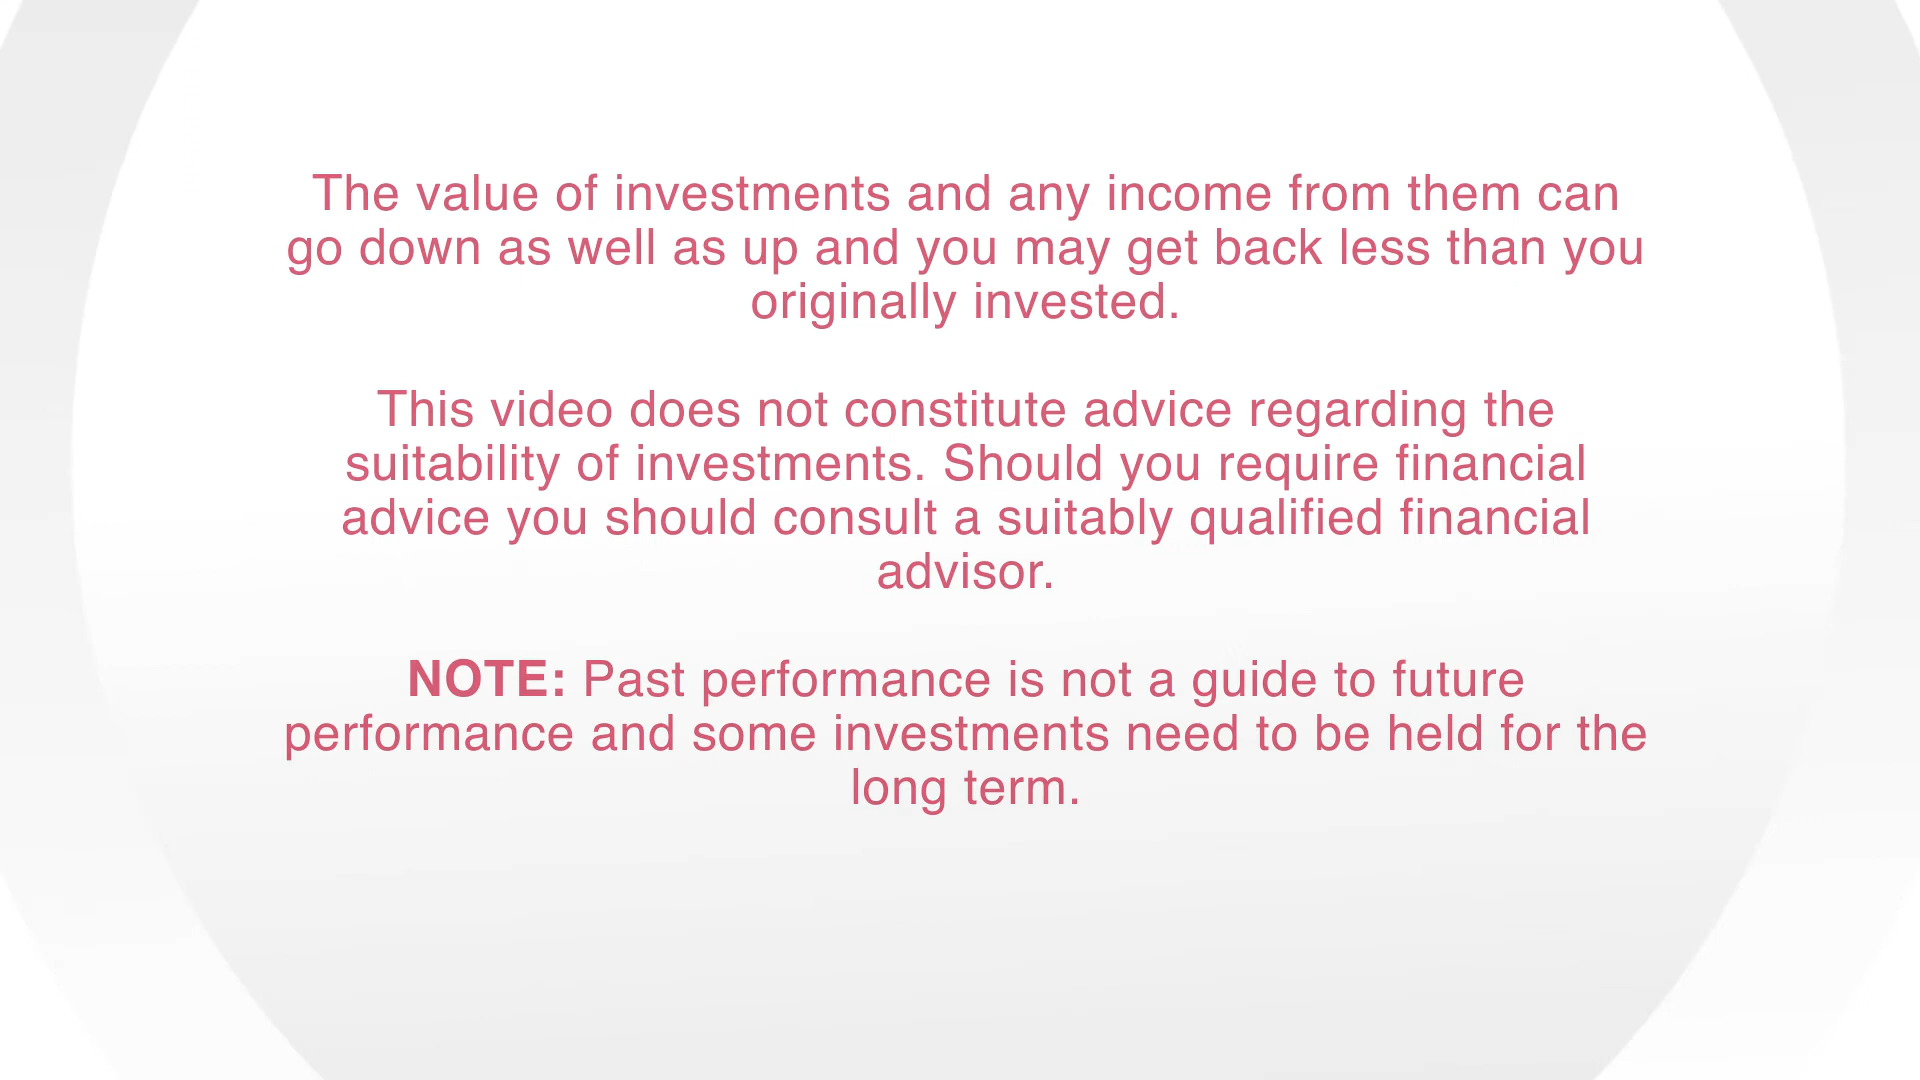 The value of investments and any income from them can
go down as well as up and you may get back less than you
originally invested.
This video does not constitute advice regarding the
suitability of investments. Should you require financial
advice you should consult a suitably qualified financial
advisor.
NOTE: Past performance is not a guide to future
performance and some investments need to be held for the
long term.